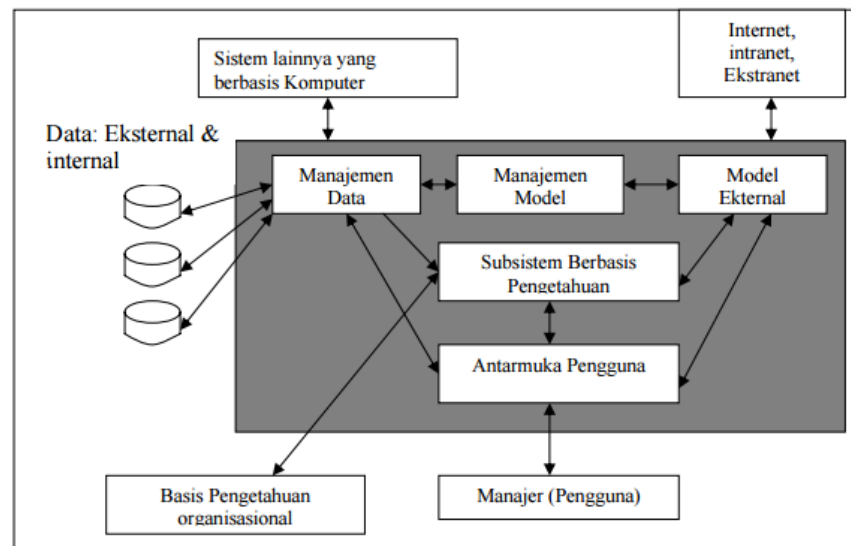 Sistem lainnya yang
berbasis Komputer
Internet,
intranet,
Ekstranet
Data: Eksternal &
internal
Manajemen
Data
Manajemen
Model
Model
Ekternal
Subsistem Berbasis
Pengetahuan
Antarmuka Pengguna
Basis Pengetahuan
organisasional
Manajer (Pengguna)